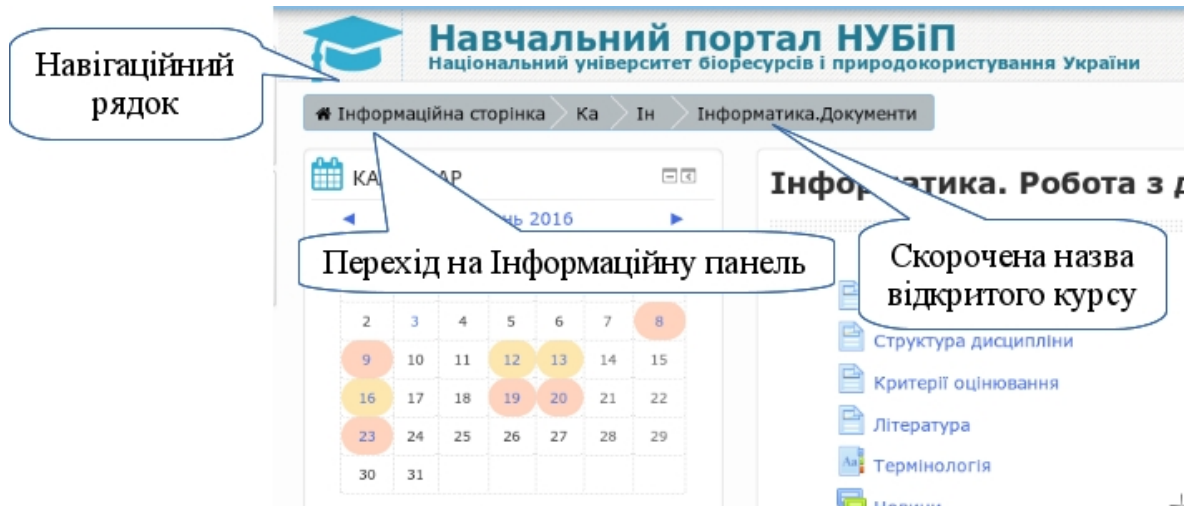 Навігаційний
рядок
Навчальний портал НУБіП
Національний університет біоресурсів і природокористування України
Інформаційна сторінка Ка Ін Інформатика.Документи
2016
Інформатика. Робота з
Перехід на Інформаційну панель
Скорочена назва
відкритого курсу
2 3 4 5 6 7 8
9 10 11 12 13 14 15
16 17 18 19 20 21 22
23 24 25 26 27 28 29
30 31
Структура дисципліни
Критерії оцінювання
Література
Термінологія
Новини